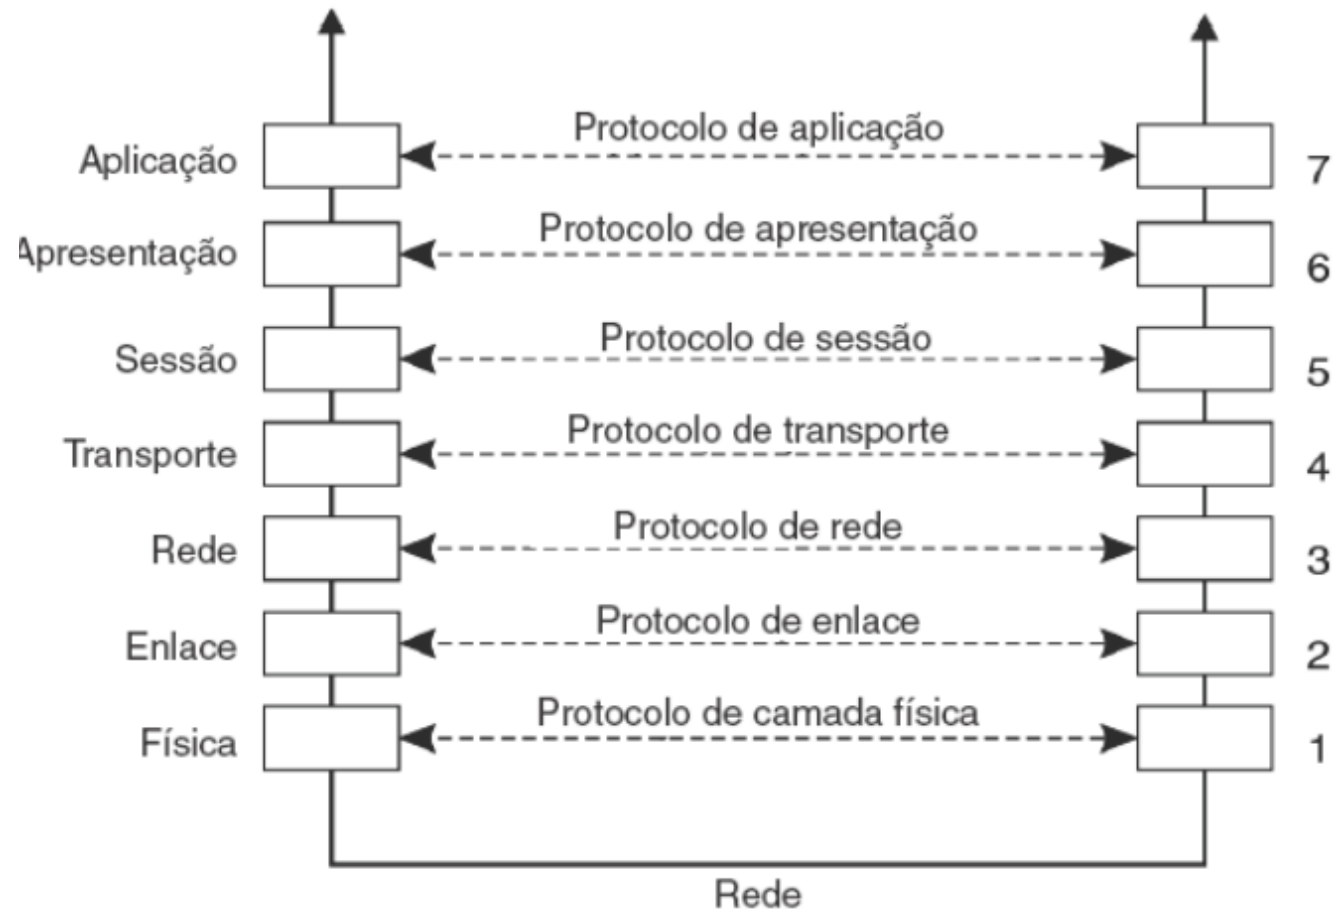 Protocolo de aplicação
Aplicação
7
Protocolo de apresentação
Apresentação
6
Protocolo de sessão
Sessão
5
Protocolo de transporte
Transporte
4
Protocolo de rede
Rede
3
Protocolo de enlace
Enlace
2
Protocolo de camada física
Física
1
Rede